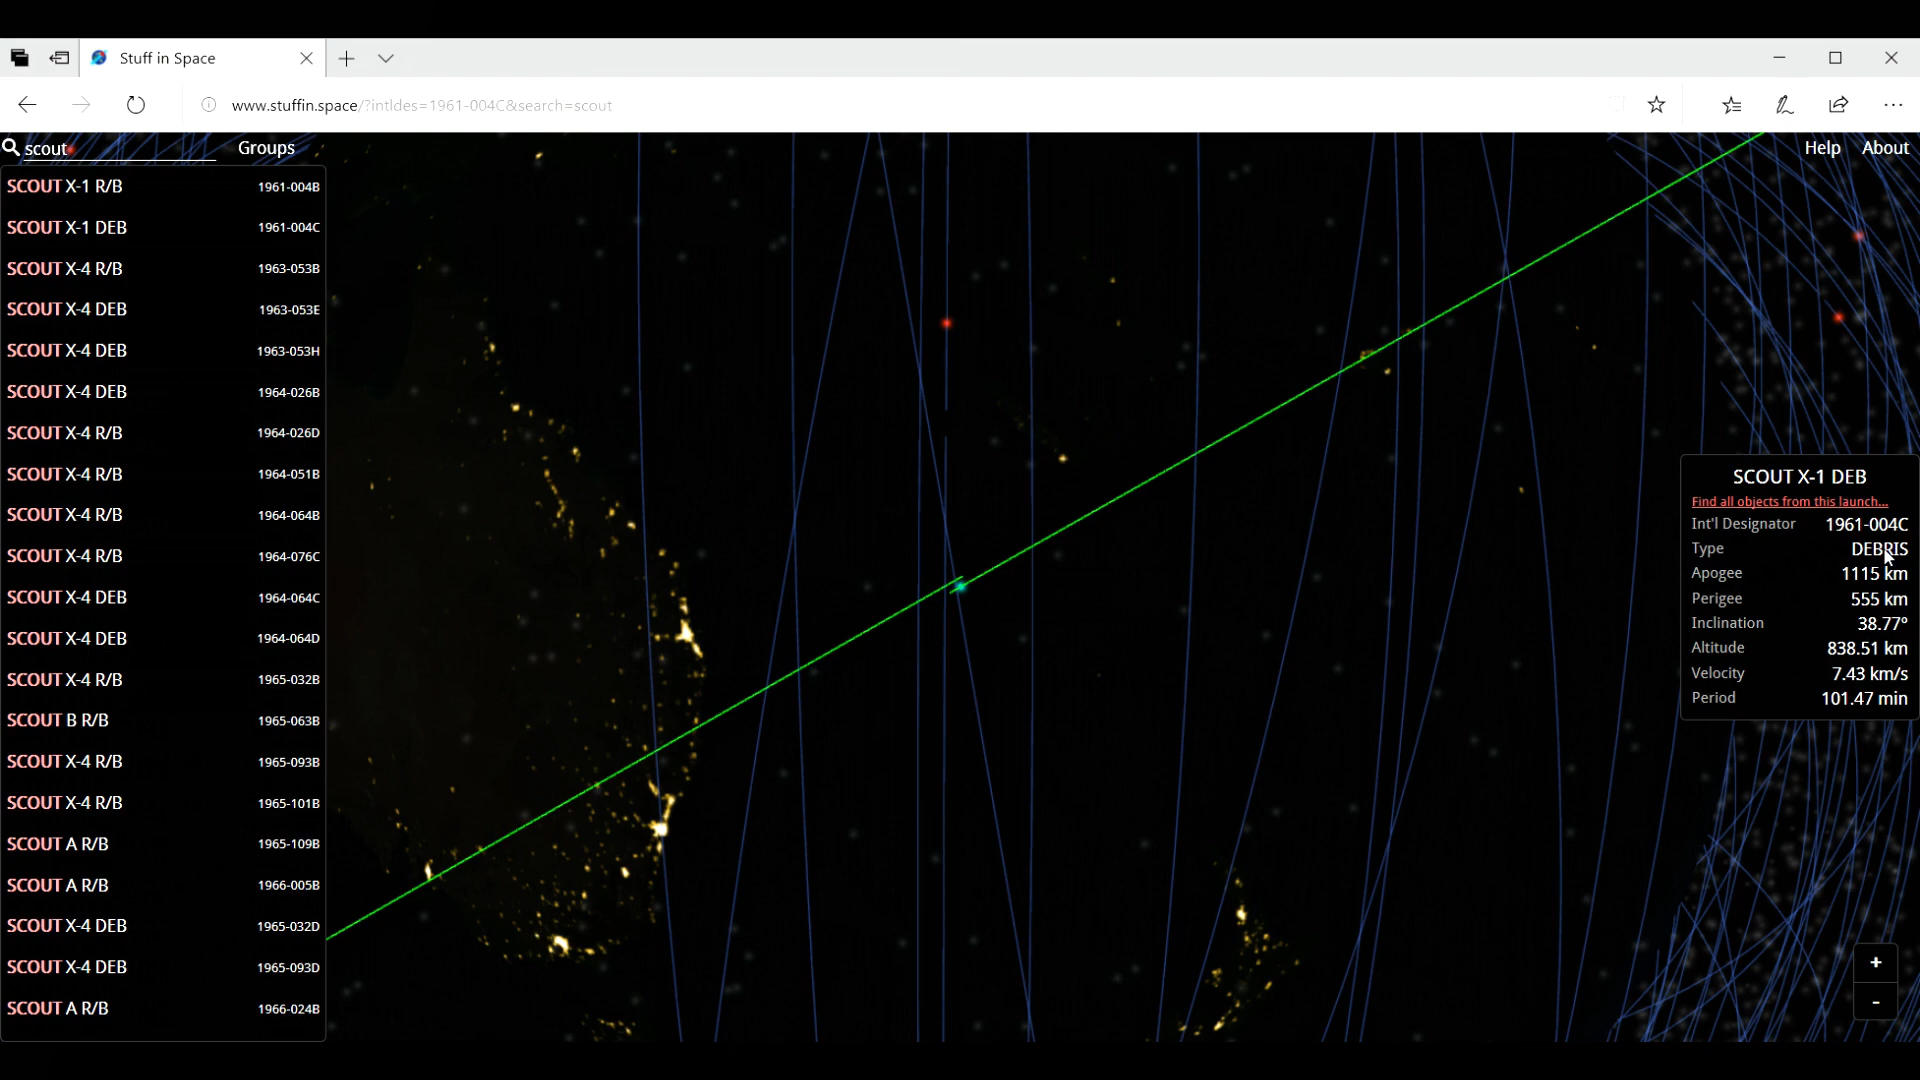 Stuff in Space
www.stuffin.space/?intldes=1961-004C&search=scout
scout Groups Help About
SCOUT X-1 R/B 1961-004B
SCOUT X-1 DEB 1961-004C
SCOUT X-4 R/B 1963-053B
SCOUT X-4 DEB 1963-053E
SCOUT X-4 DEB 1963-053H
SCOUT X-4 DEB 1964-026B
SCOUT X-4 R/B 1964-026D
SCOUT X-4 R/B 1964-051B
SCOUT X-4 R/B 1964-064B
SCOUT X-4 R/B 1964-076C
SCOUT X-4 DEB 1964-064C
SCOUT X-4 DEB 1964-064D
SCOUT X-4 R/B 1965-032B
SCOUT B R/B 1965-063B
SCOUT X-4 R/B 1965-093B
SCOUT X-4 R/B 1965-101B
SCOUT A R/B 1965-109B
SCOUT A R/B 1966-005B
SCOUT X-4 DEB 1965-032D
SCOUT X-4 DEB 1965-093D
SCOUT A R/B 1966-024B
SCOUT X-1 DEB
Find all objects from this launch...
Int'l Designator 1961-004C
Type DEBRIS
Apogee 1115 km
Perigee 555 km
Inclination 38.77°
Altitude 838.51 km
Velocity 7.43 km/s
Period 101.47 min
+
-